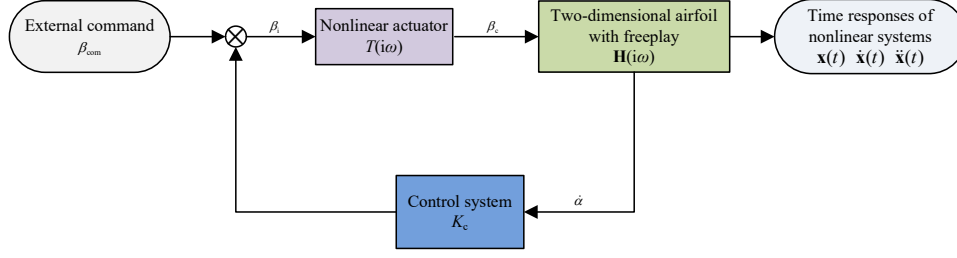 External command
β_com
β_i
Nonlinear actuator
T(iω)
β_c
Two-dimensional airfoil
with freeplay
H(iω)
Time responses of
nonlinear systems
x(t) ẋ(t) ẍ(t)
Control system
K_c
α̇